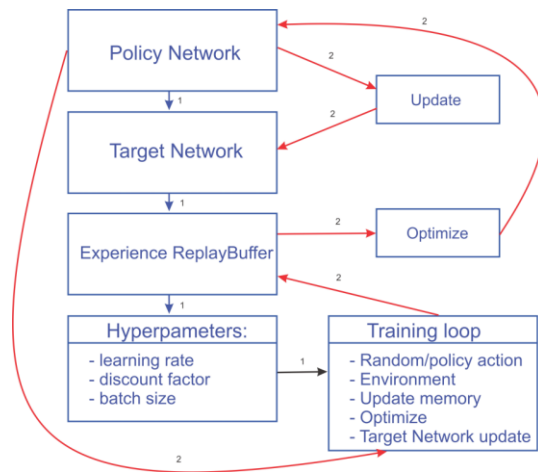 2
Policy Network
2
1
Update
2
Target Network
1
2
Experience ReplayBuffer
Optimize
2
1
Hyperpameters:
Training loop
- learning rate
- discount factor
- batch size
1
- Random/policy action
- Environment
- Update memory
- Optimize
- Target Network update
2